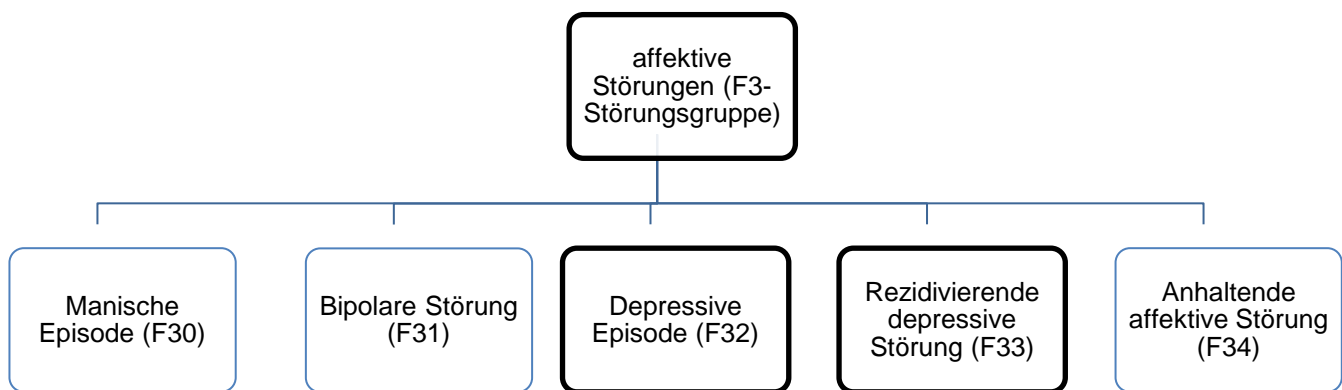 affektive
Störungen (F3-
Störungsgruppe)
Manische
Episode (F30)
Bipolare Störung
(F31)
Depressive
Episode (F32)
Rezidivierende
depressive
Störung (F33)
Anhaltende
affektive Störung
(F34)